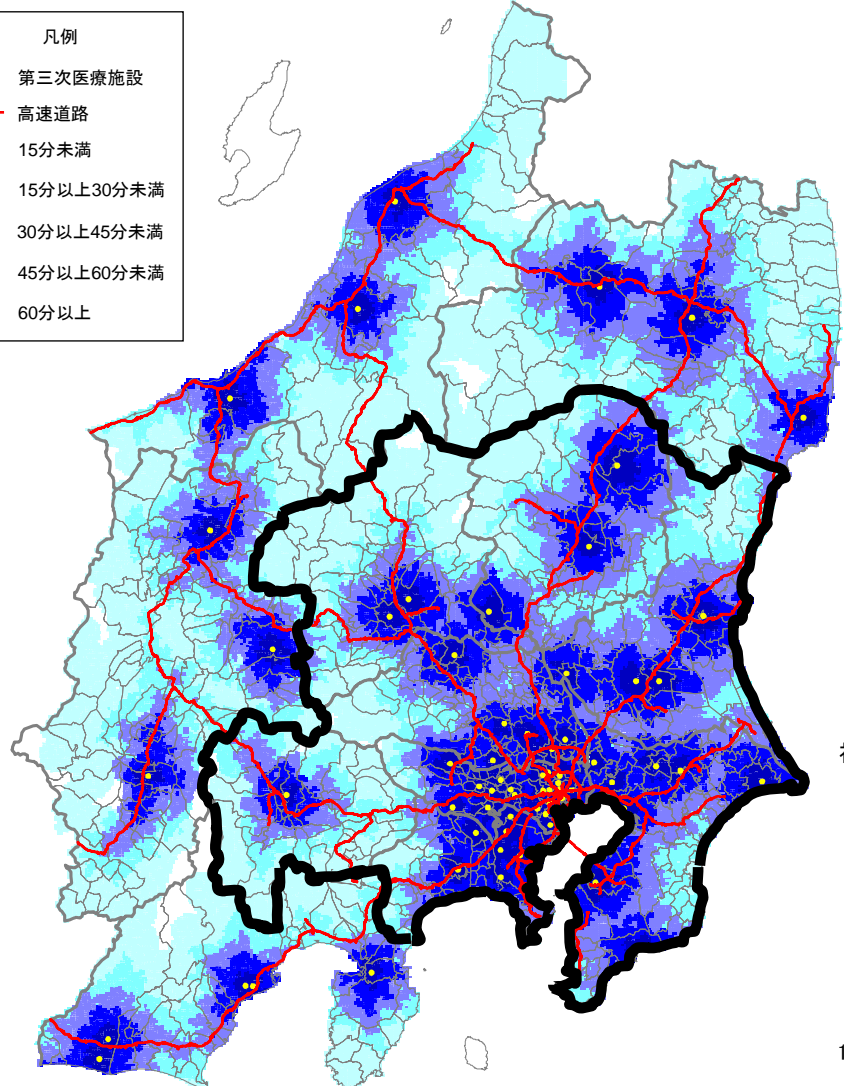 凡例
第三次医療施設
高速道路
15分未満
15分以上30分未満
30分以上45分未満
45分以上60分未満
60分以上
1